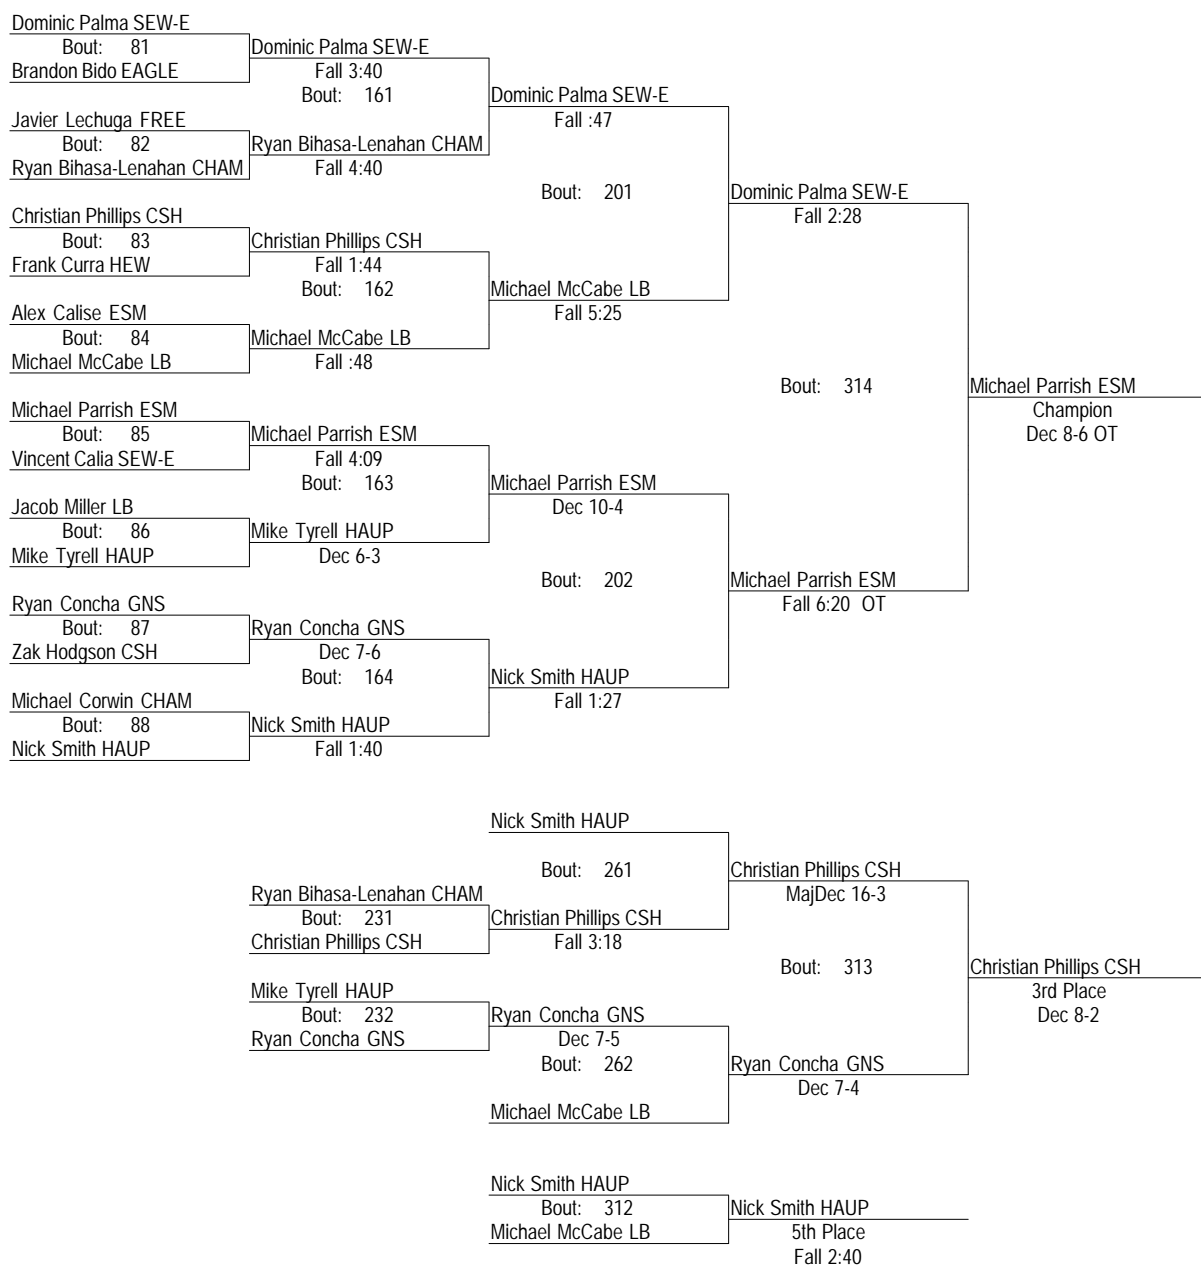 Dominic Palma SEW-E
Bout: 81
Dominic Palma SEW-E
Brandon Bido EAGLE
Fall 3:40
Bout: 161
Dominic Palma SEW-E
Javier Lechuga FREE
Fall :47
Bout: 82
Ryan Bihasa-Lenahan CHAM
Ryan Bihasa-Lenahan CHAM
Fall 4:40
Bout: 201
Dominic Palma SEW-E
Christian Phillips CSH
Fall 2:28
Bout: 83
Christian Phillips CSH
Frank Curra HEW
Fall 1:44
Bout: 162
Michael McCabe LB
Alex Calise ESM
Fall 5:25
Bout: 84
Michael McCabe LB
Michael McCabe LB
Fall :48
Bout: 314
Michael Parrish ESM
Michael Parrish ESM
Champion
Bout: 85
Michael Parrish ESM
Dec 8-6 OT
Vincent Calia SEW-E
Fall 4:09
Bout: 163
Michael Parrish ESM
Jacob Miller LB
Dec 10-4
Bout: 86
Mike Tyrell HAUP
Mike Tyrell HAUP
Dec 6-3
Bout: 202
Michael Parrish ESM
Ryan Concha GNS
Fall 6:20 OT
Bout: 87
Ryan Concha GNS
Zak Hodgson CSH
Dec 7-6
Bout: 164
Nick Smith HAUP
Michael Corwin CHAM
Fall 1:27
Bout: 88
Nick Smith HAUP
Nick Smith HAUP
Fall 1:40
Nick Smith HAUP
Bout: 261
Christian Phillips CSH
Ryan Bihasa-Lenahan CHAM
MajDec 16-3
Bout: 231
Christian Phillips CSH
Christian Phillips CSH
Fall 3:18
Bout: 313
Christian Phillips CSH
Mike Tyrell HAUP
3rd Place
Bout: 232
Ryan Concha GNS
Dec 8-2
Ryan Concha GNS
Dec 7-5
Bout: 262
Ryan Concha GNS
Dec 7-4
Michael McCabe LB
Nick Smith HAUP
Bout: 312
Nick Smith HAUP
Michael McCabe LB
5th Place
Fall 2:40